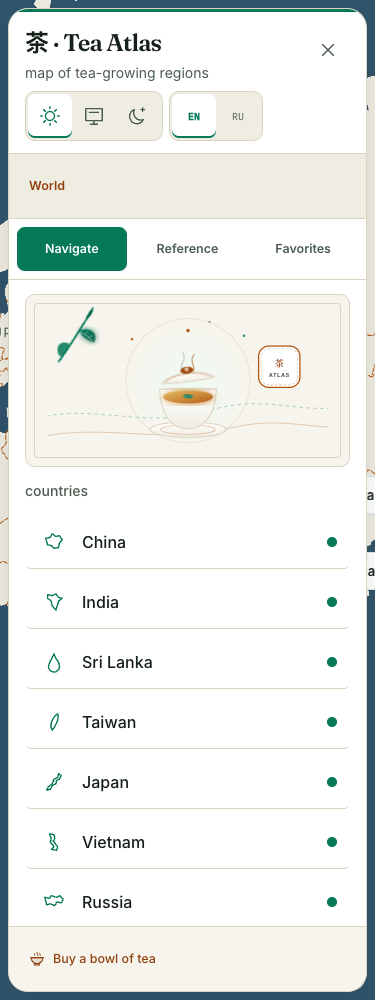 茶 · Tea Atlas
map of tea-growing regions
EN
RU
World
Navigate
Reference
Favorites
茶
ATLAS
countries
China
India
Sri Lanka
Taiwan
Japan
Vietnam
Russia
Buy a bowl of tea